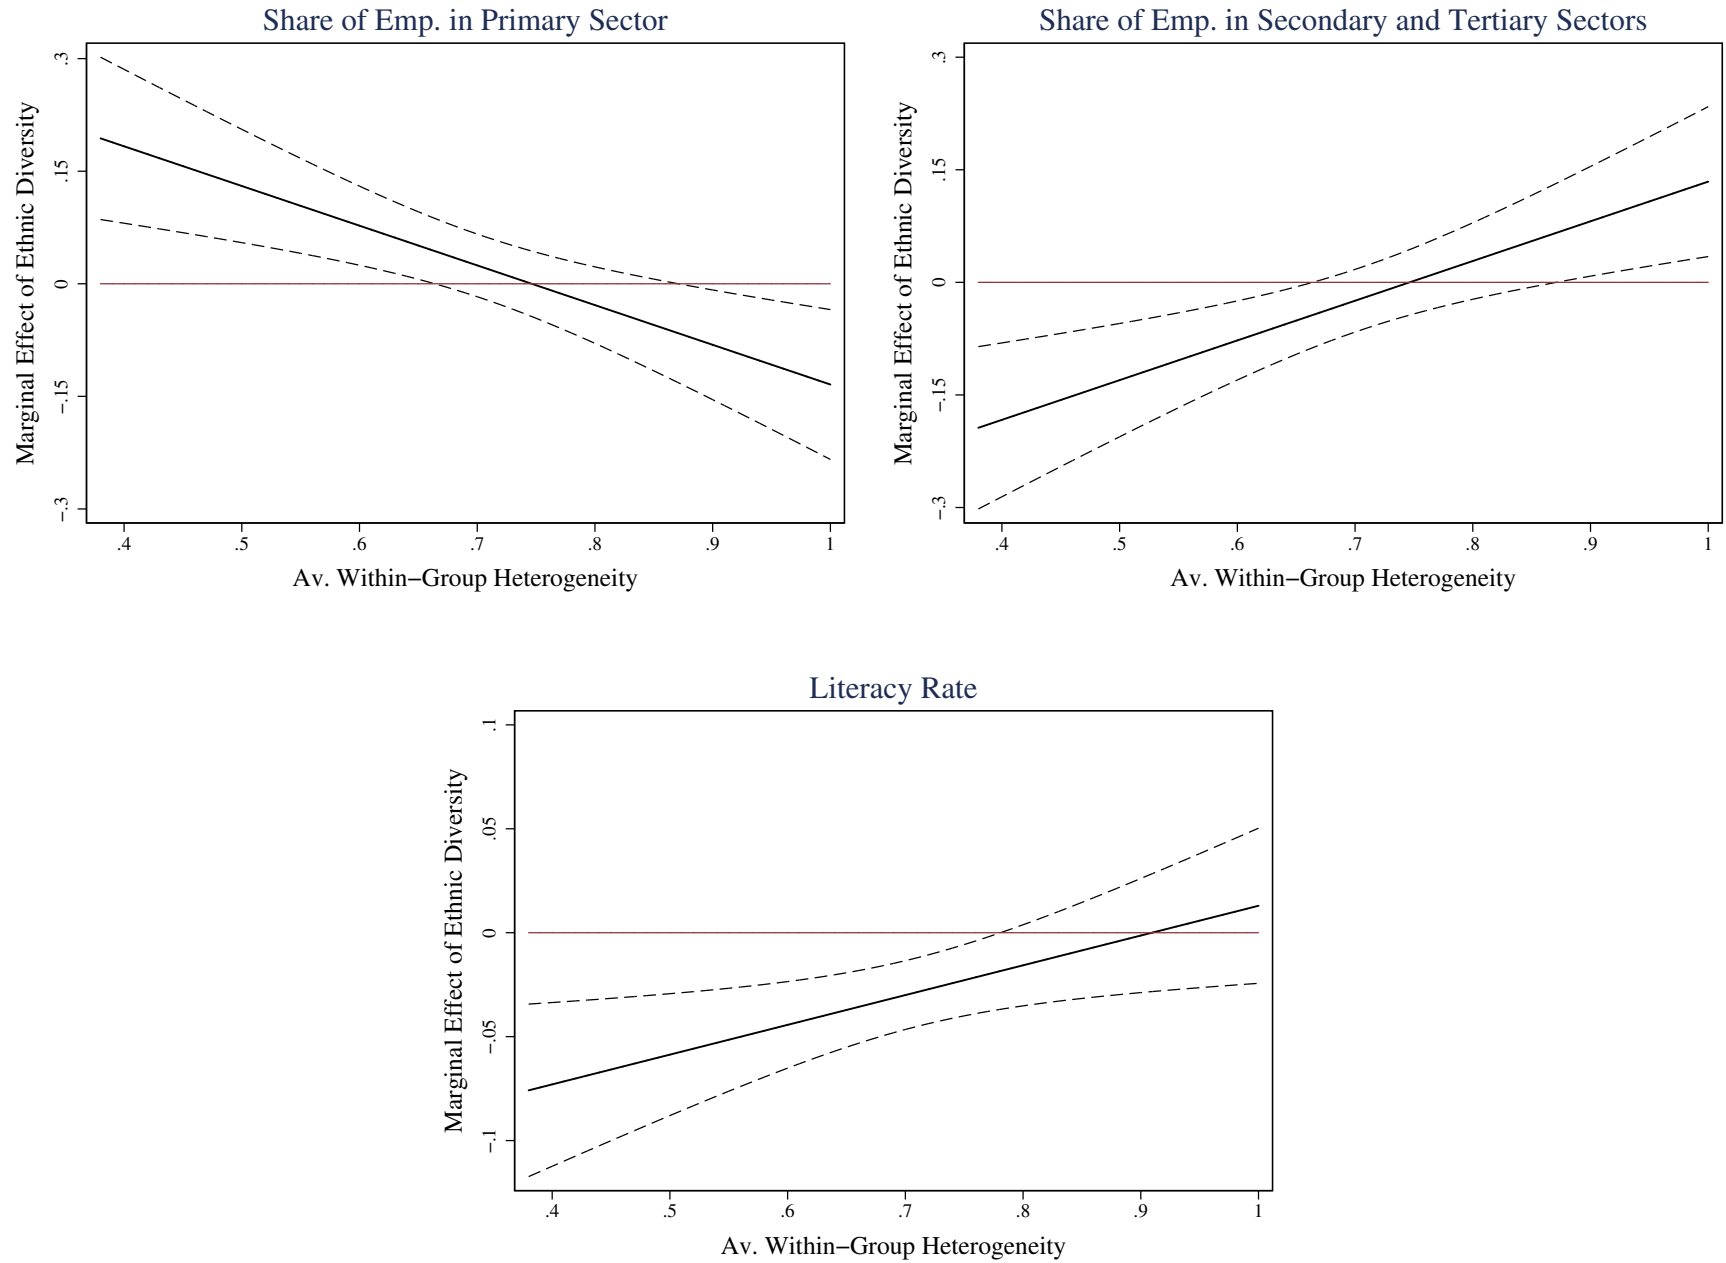 Share of Emp. in Primary Sector
Marginal Effect of Ethnic Diversity
.3
.15
0
−.15
−.3
.4 .5 .6 .7 .8 .9 1
Av. Within−Group Heterogeneity
Share of Emp. in Secondary and Tertiary Sectors
Marginal Effect of Ethnic Diversity
.3
.15
0
−.15
−.3
.4 .5 .6 .7 .8 .9 1
Av. Within−Group Heterogeneity
Literacy Rate
Marginal Effect of Ethnic Diversity
.1
.05
0
−.05
−.1
.4 .5 .6 .7 .8 .9 1
Av. Within−Group Heterogeneity